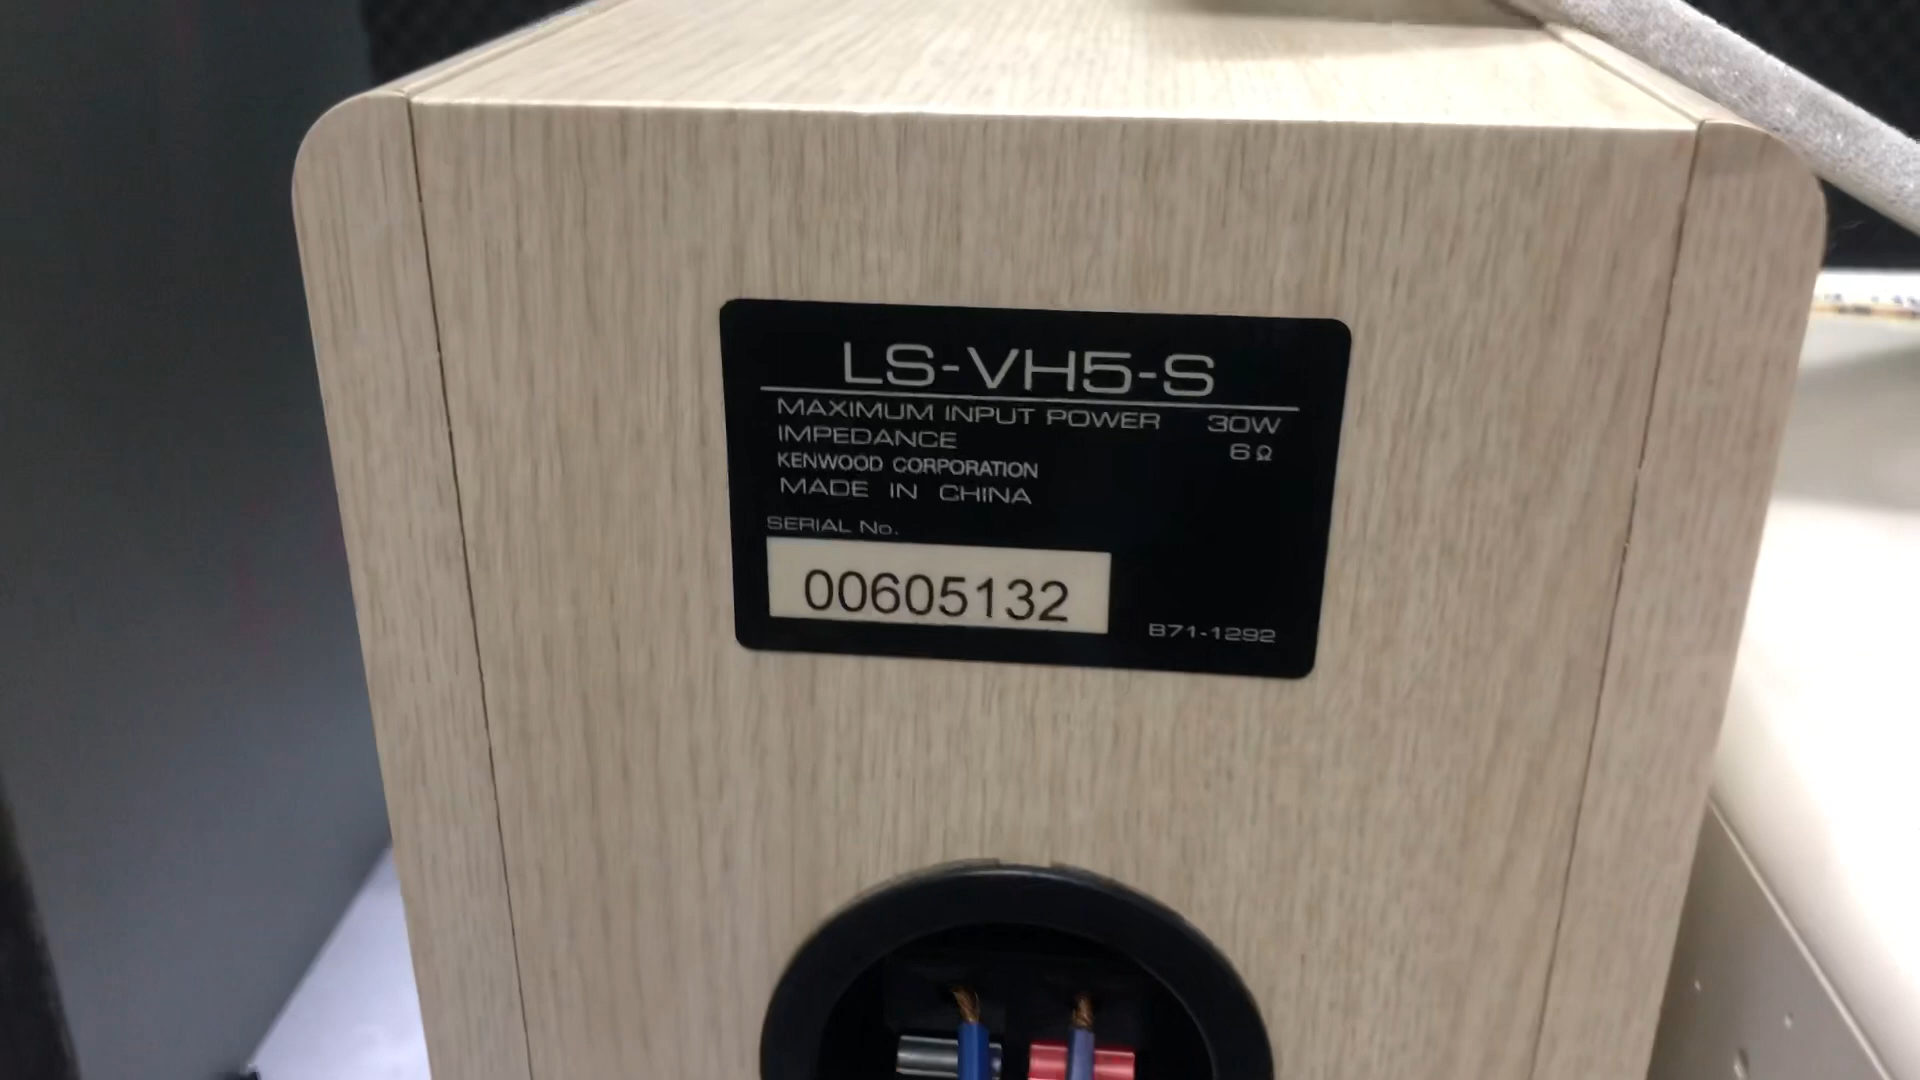 LS-VH5-S
MAXIMUM INPUT POWER 30W
IMPEDANCE 6Ω
KENWOOD CORPORATION
MADE IN CHINA
SERIAL No.
00605132
B71-1292